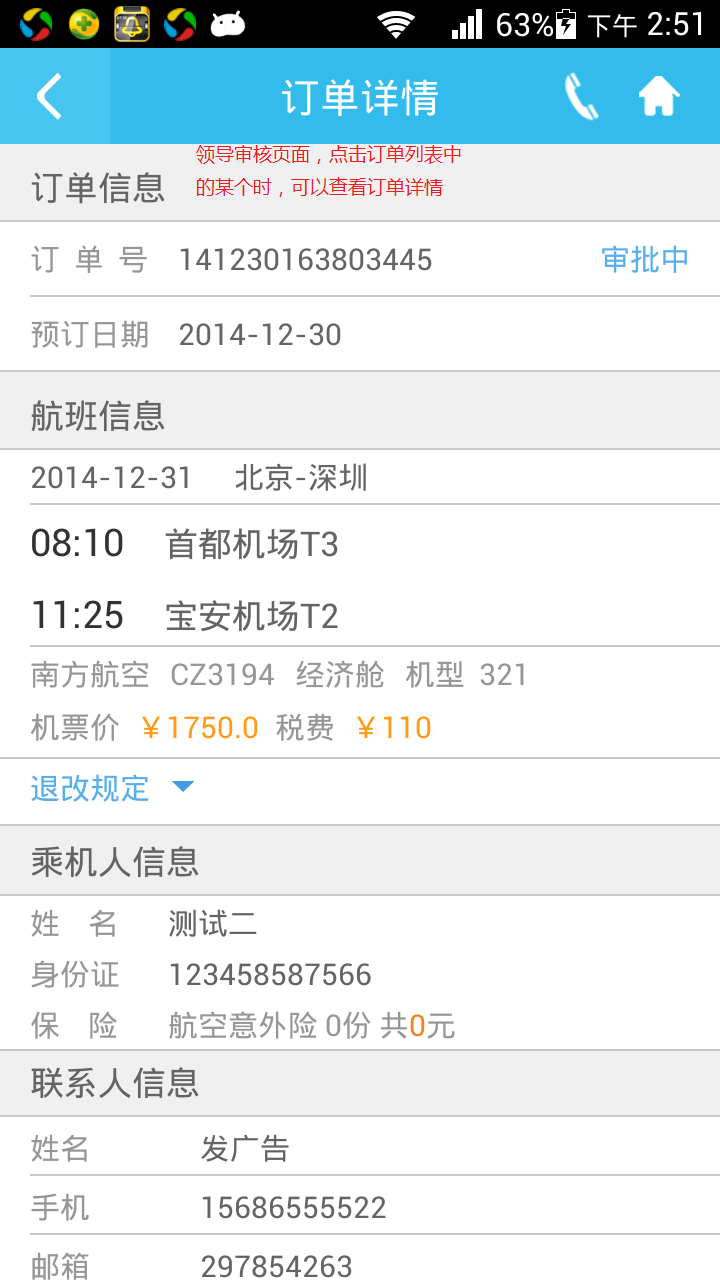 63% 下午 2:51
订单详情
领导审核页面，点击订单列表中
的某个时，可以查看订单详情
订单信息
订 单 号 141230163803445 审批中
预订日期 2014-12-30
航班信息
2014-12-31 北京-深圳
08:10 首都机场T3
11:25 宝安机场T2
南方航空 CZ3194 经济舱 机型 321
机票价 ￥1750.0 税费 ￥110
退改规定
乘机人信息
姓 名 测试二
身份证 123458587566
保 险 航空意外险 0份 共0元
联系人信息
姓名 发广告
手机 15686555522
邮箱 297854263